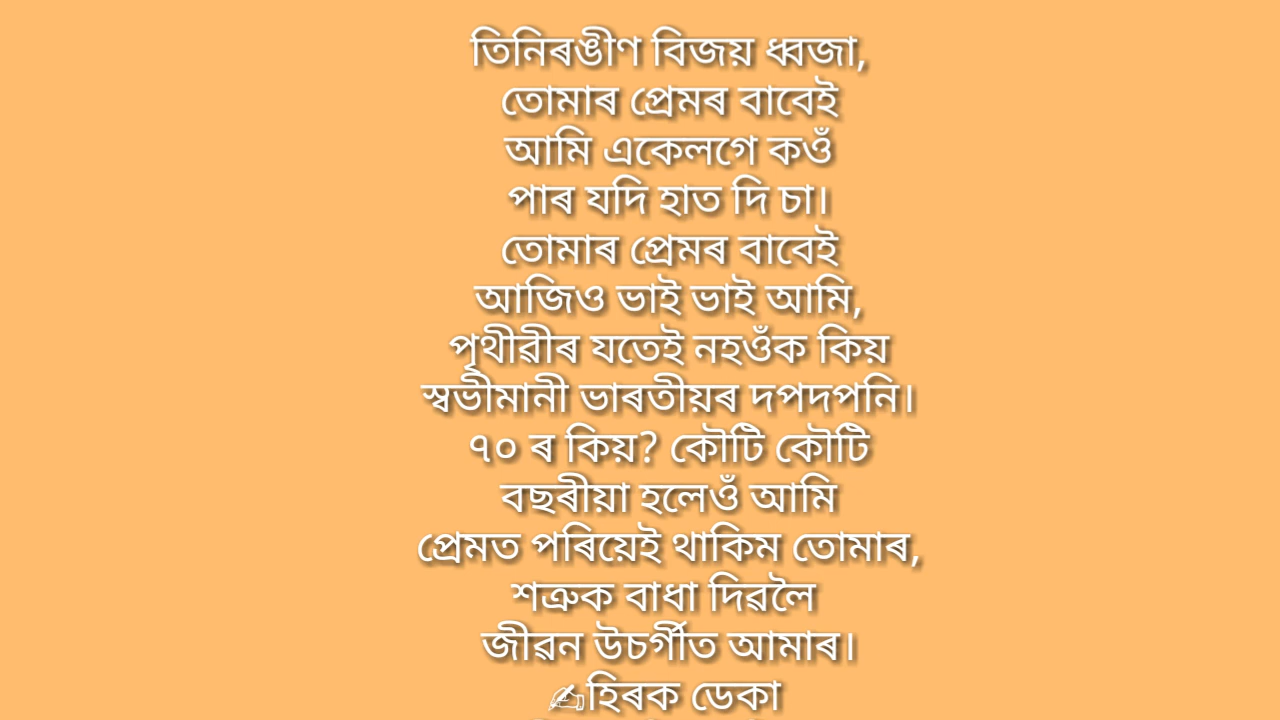 তিনিৰঙীণ বিজয় ধ্বজা,
তোমাৰ প্ৰেমৰ বাবেই
আমি একেলগে কওঁ
পাৰ যদি হাত দি চা।
তোমাৰ প্ৰেমৰ বাবেই
আজিও ভাই ভাই আমি,
পৃথীৱীৰ যতেই নহওঁক কিয়
স্বভীমানী ভাৰতীয়ৰ দপদপনি।
৭০ ৰ কিয়? কৌটি কৌটি
বছৰীয়া হলেওঁ আমি
প্ৰেমত পৰিয়েই থাকিম তোমাৰ,
শত্ৰুক বাধা দিৱলৈ
জীৱন উচৰ্গীত আমাৰ।
✍হিৰক ডেকা